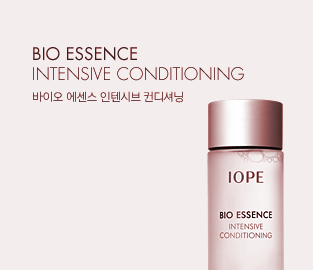 BIO ESSENCE
INTENSIVE CONDITIONING
바이오 에센스 인텐시브 컨디셔닝
IOPE
BIO ESSENCE
INTENSIVE
CONDITIONING